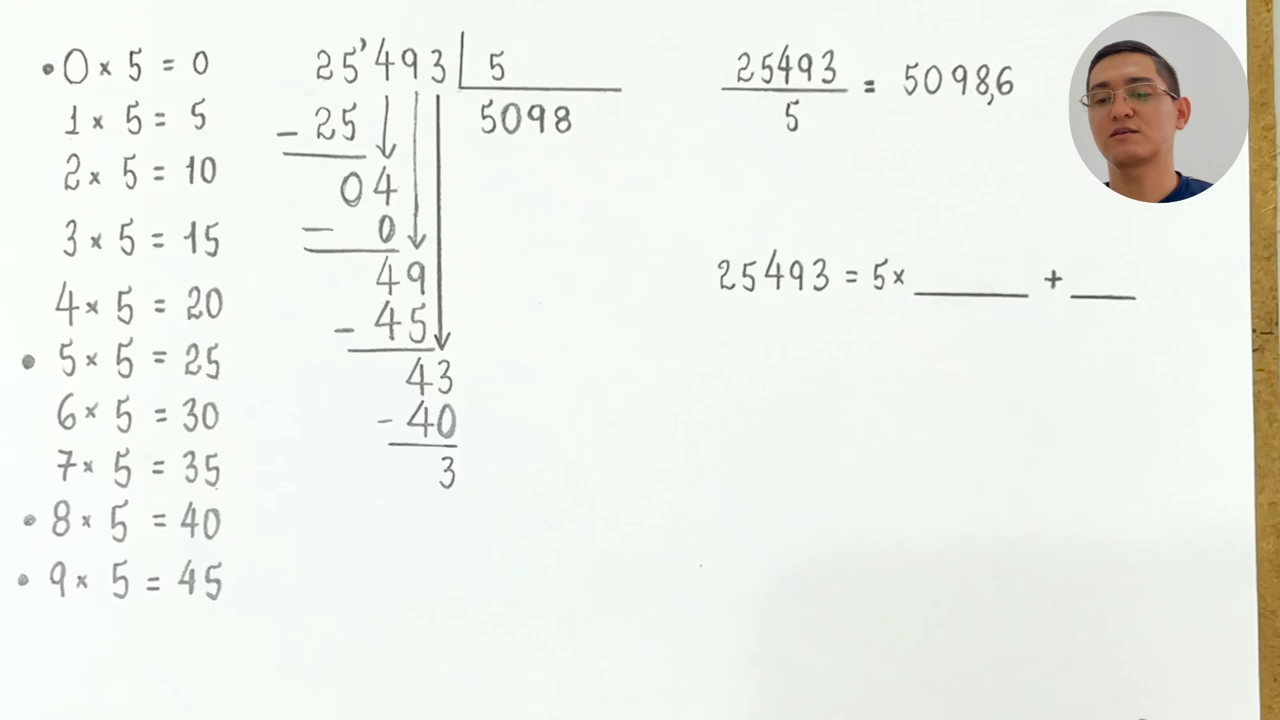 • 0 × 5 = 0
1 × 5 = 5
2 × 5 = 10
3 × 5 = 15
4 × 5 = 20
• 5 × 5 = 25
6 × 5 = 30
7 × 5 = 35
• 8 × 5 = 40
• 9 × 5 = 45
25'493 | 5
- 25 5098
04
- 0
49
- 45
43
- 40
3
25493 / 5 = 5098,6
25493 = 5 × ____ + ___